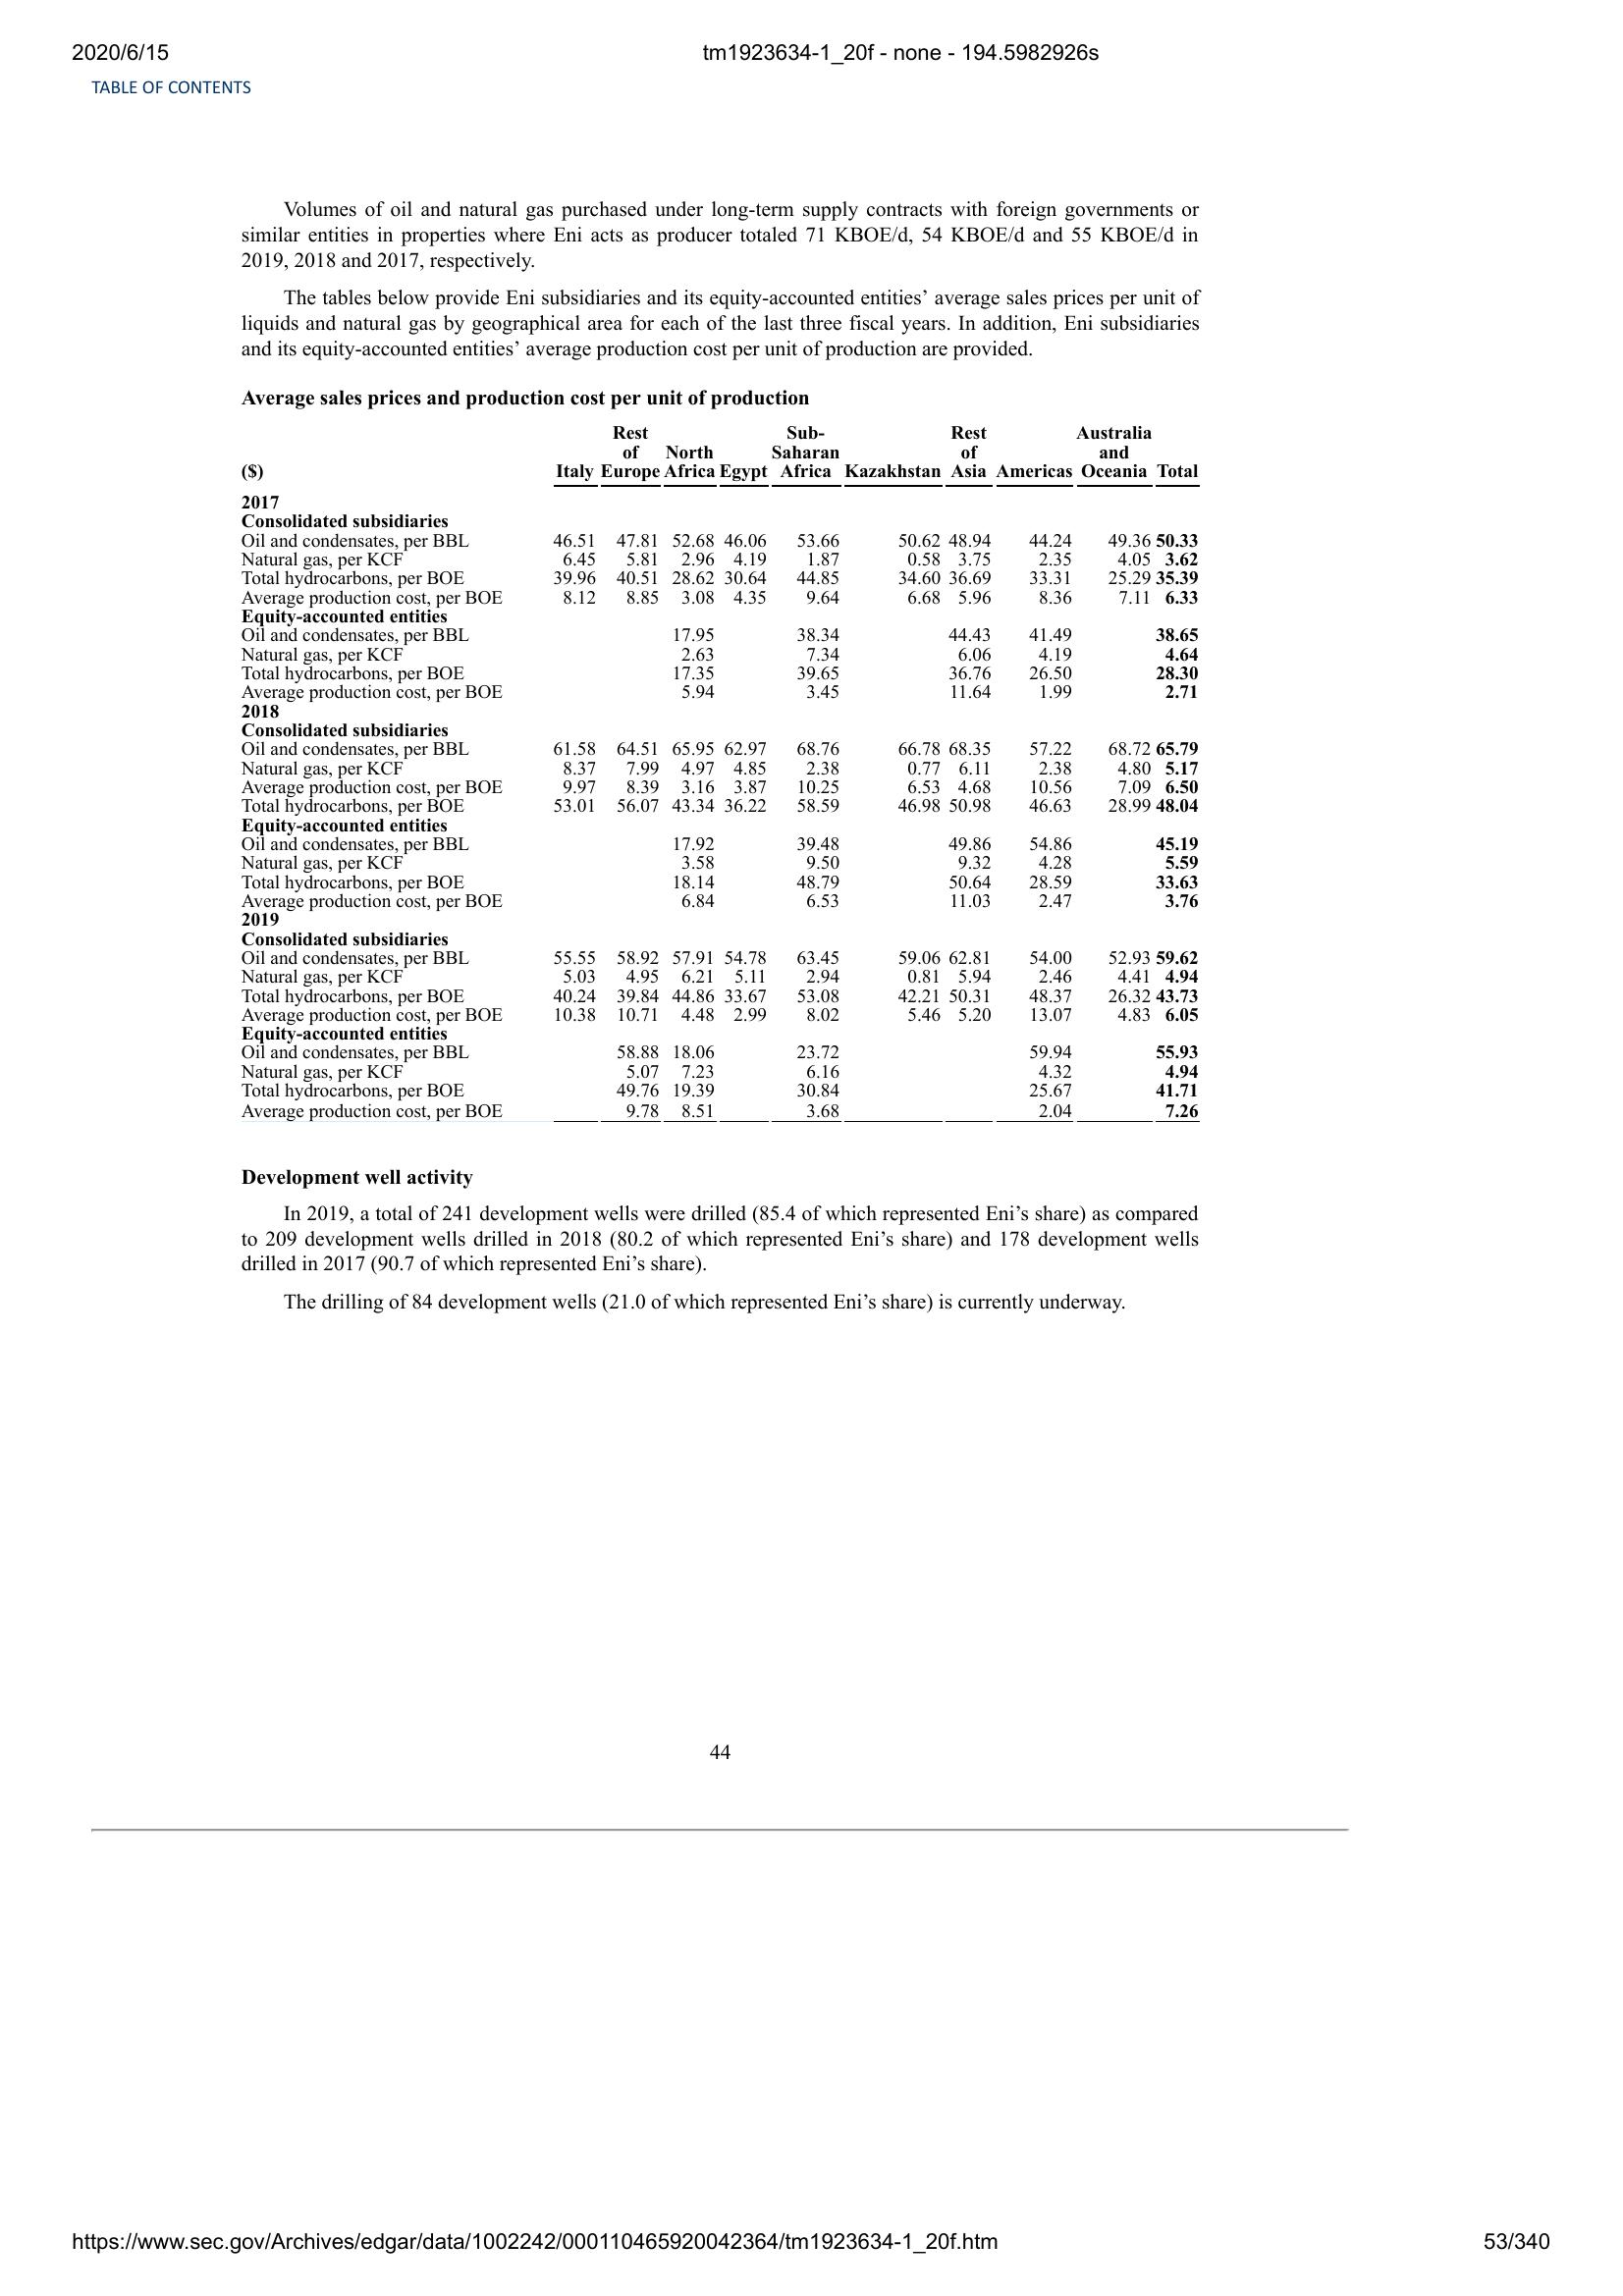 2020/6/15 tm1923634-1_20f - none - 194.5982926s
TABLE OF CONTENTS
Volumes of oil and natural gas purchased under long-term supply contracts with foreign governments or
similar entities in properties where Eni acts as producer totaled 71 KBOE/d, 54 KBOE/d and 55 KBOE/d in
2019, 2018 and 2017, respectively.
The tables below provide Eni subsidiaries and its equity-accounted entities’ average sales prices per unit of
liquids and natural gas by geographical area for each of the last three fiscal years. In addition, Eni subsidiaries
and its equity-accounted entities’ average production cost per unit of production are provided.
Average sales prices and production cost per unit of production
Rest Sub- Rest Australia
of North Saharan of and
($) Italy Europe Africa Egypt Africa Kazakhstan Asia Americas Oceania Total
2017
Consolidated subsidiaries
Oil and condensates, per BBL 46.51 47.81 52.68 46.06 53.66 50.62 48.94 44.24 49.36 50.33
Natural gas, per KCF 6.45 5.81 2.96 4.19 1.87 0.58 3.75 2.35 4.05 3.62
Total hydrocarbons, per BOE 39.96 40.51 28.62 30.64 44.85 34.60 36.69 33.31 25.29 35.39
Average production cost, per BOE 8.12 8.85 3.08 4.35 9.64 6.68 5.96 8.36 7.11 6.33
Equity-accounted entities
Oil and condensates, per BBL 17.95 38.34 44.43 41.49 38.65
Natural gas, per KCF 2.63 7.34 6.06 4.19 4.64
Total hydrocarbons, per BOE 17.35 39.65 36.76 26.50 28.30
Average production cost, per BOE 5.94 3.45 11.64 1.99 2.71
2018
Consolidated subsidiaries
Oil and condensates, per BBL 61.58 64.51 65.95 62.97 68.76 66.78 68.35 57.22 68.72 65.79
Natural gas, per KCF 8.37 7.99 4.97 4.85 2.38 0.77 6.11 2.38 4.80 5.17
Average production cost, per BOE 9.97 8.39 3.16 3.87 10.25 6.53 4.68 10.56 7.09 6.50
Total hydrocarbons, per BOE 53.01 56.07 43.34 36.22 58.59 46.98 50.98 46.63 28.99 48.04
Equity-accounted entities
Oil and condensates, per BBL 17.92 39.48 49.86 54.86 45.19
Natural gas, per KCF 3.58 9.50 9.32 4.28 5.59
Total hydrocarbons, per BOE 18.14 48.79 50.64 28.59 33.63
Average production cost, per BOE 6.84 6.53 11.03 2.47 3.76
2019
Consolidated subsidiaries
Oil and condensates, per BBL 55.55 58.92 57.91 54.78 63.45 59.06 62.81 54.00 52.93 59.62
Natural gas, per KCF 5.03 4.95 6.21 5.11 2.94 0.81 5.94 2.46 4.41 4.94
Total hydrocarbons, per BOE 40.24 39.84 44.86 33.67 53.08 42.21 50.31 48.37 26.32 43.73
Average production cost, per BOE 10.38 10.71 4.48 2.99 8.02 5.46 5.20 13.07 4.83 6.05
Equity-accounted entities
Oil and condensates, per BBL 58.88 18.06 23.72 59.94 55.93
Natural gas, per KCF 5.07 7.23 6.16 4.32 4.94
Total hydrocarbons, per BOE 49.76 19.39 30.84 25.67 41.71
Average production cost, per BOE 9.78 8.51 3.68 2.04 7.26
Development well activity
In 2019, a total of 241 development wells were drilled (85.4 of which represented Eni’s share) as compared
to 209 development wells drilled in 2018 (80.2 of which represented Eni’s share) and 178 development wells
drilled in 2017 (90.7 of which represented Eni’s share).
The drilling of 84 development wells (21.0 of which represented Eni’s share) is currently underway.
44
https://www.sec.gov/Archives/edgar/data/1002242/000110465920042364/tm1923634-1_20f.htm 53/340